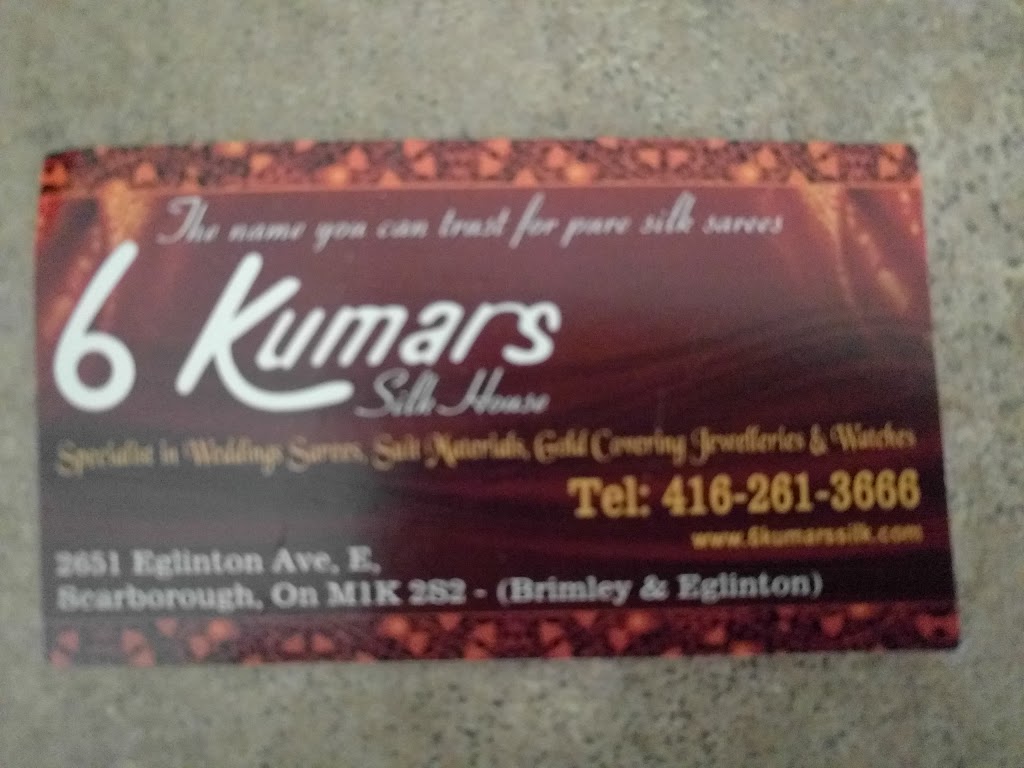 The name you can trust for pure silk sarees
6 Kumars
Silk House
Specialist in Weddings Sarees, Suit Materials, Gold Covering Jewelleries & Watches
Tel: 416-261-3666
www.6kumarssilk.com
2651 Eglinton Ave, E,
Scarborough, On M1K 2S2 - (Brimley & Eglinton)